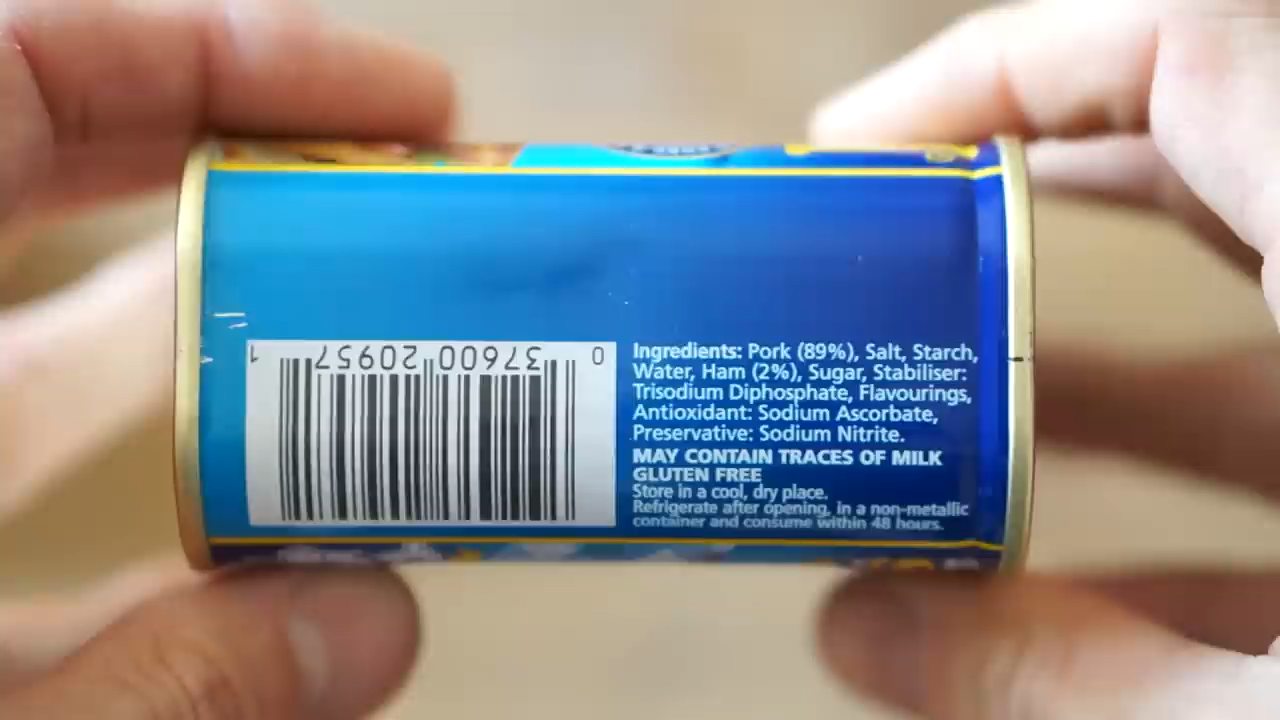 0 37600 20957 1
Ingredients: Pork (89%), Salt, Starch,
Water, Ham (2%), Sugar, Stabiliser:
Trisodium Diphosphate, Flavourings,
Antioxidant: Sodium Ascorbate,
Preservative: Sodium Nitrite.
MAY CONTAIN TRACES OF MILK
GLUTEN FREE
Store in a cool, dry place.
Refrigerate after opening, in a non-metallic
container and consume within 48 hours.